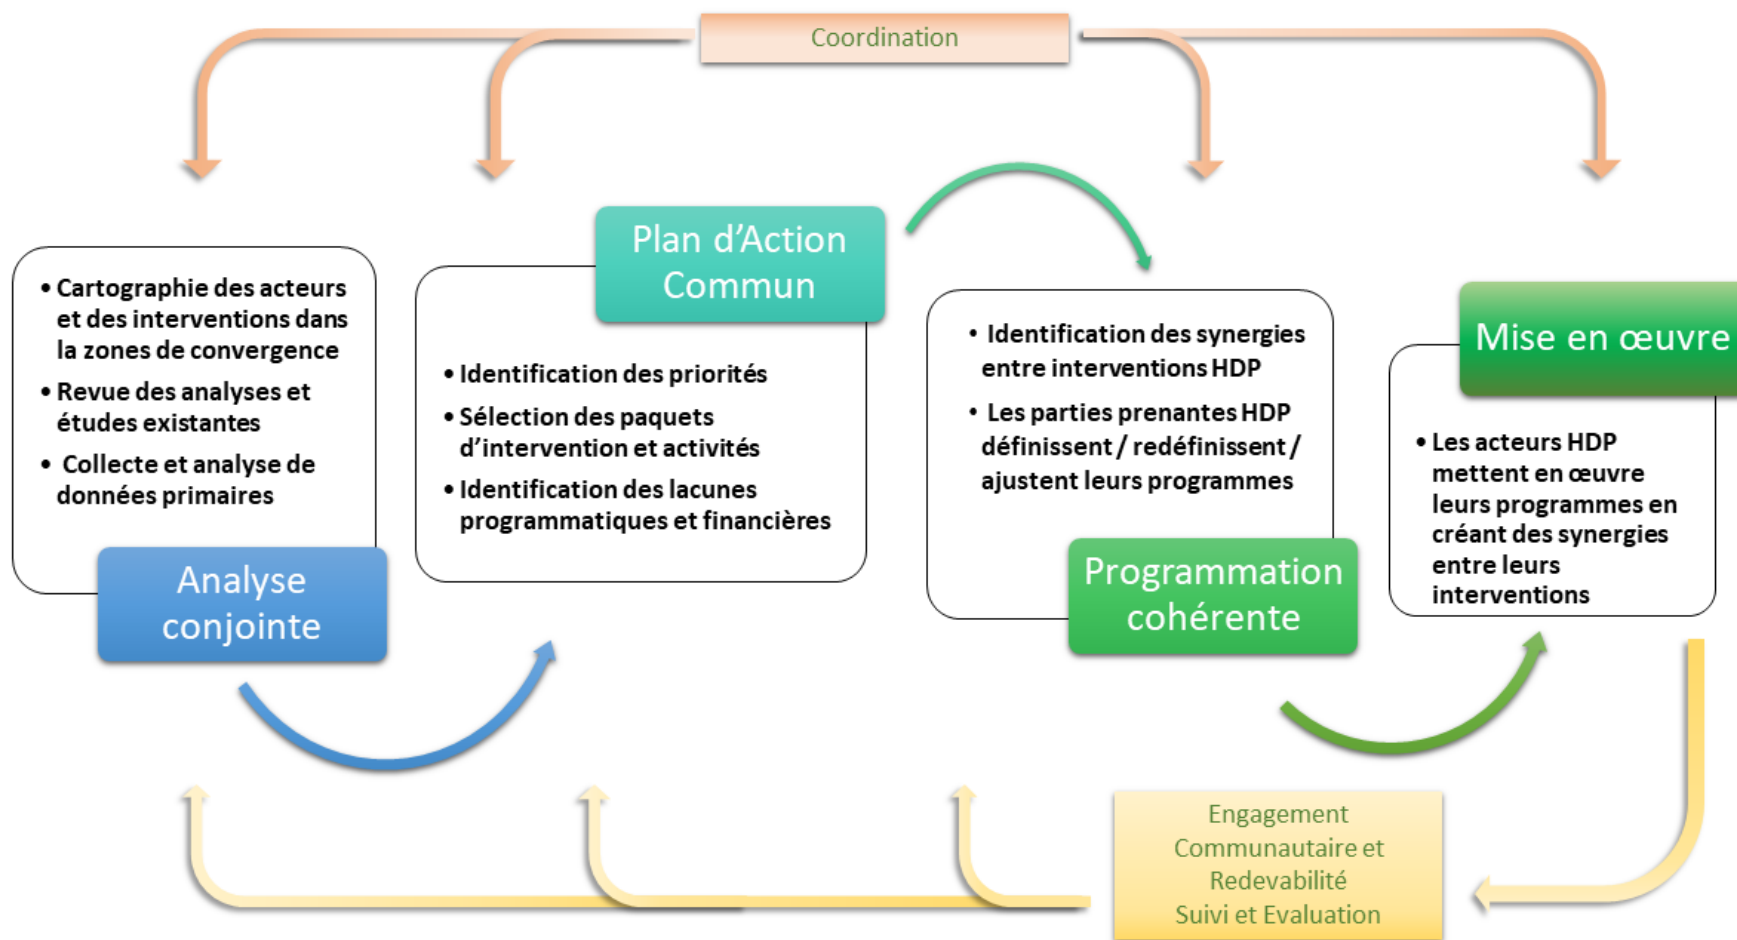 Coordination
• Cartographie des acteurs
et des interventions dans
la zones de convergence
• Revue des analyses et
études existantes
• Collecte et analyse de
données primaires
Analyse
conjointe
Plan d’Action
Commun
• Identification des priorités
• Sélection des paquets
d’intervention et activités
• Identification des lacunes
programmatiques et financières
• Identification des synergies
entre interventions HDP
• Les parties prenantes HDP
définissent / redéfinissent /
ajustent leurs programmes
Programmation
cohérente
Mise en œuvre
• Les acteurs HDP
mettent en œuvre
leurs programmes en
créant des synergies
entre leurs
interventions
Engagement
Communautaire et
Redevabilité
Suivi et Evaluation